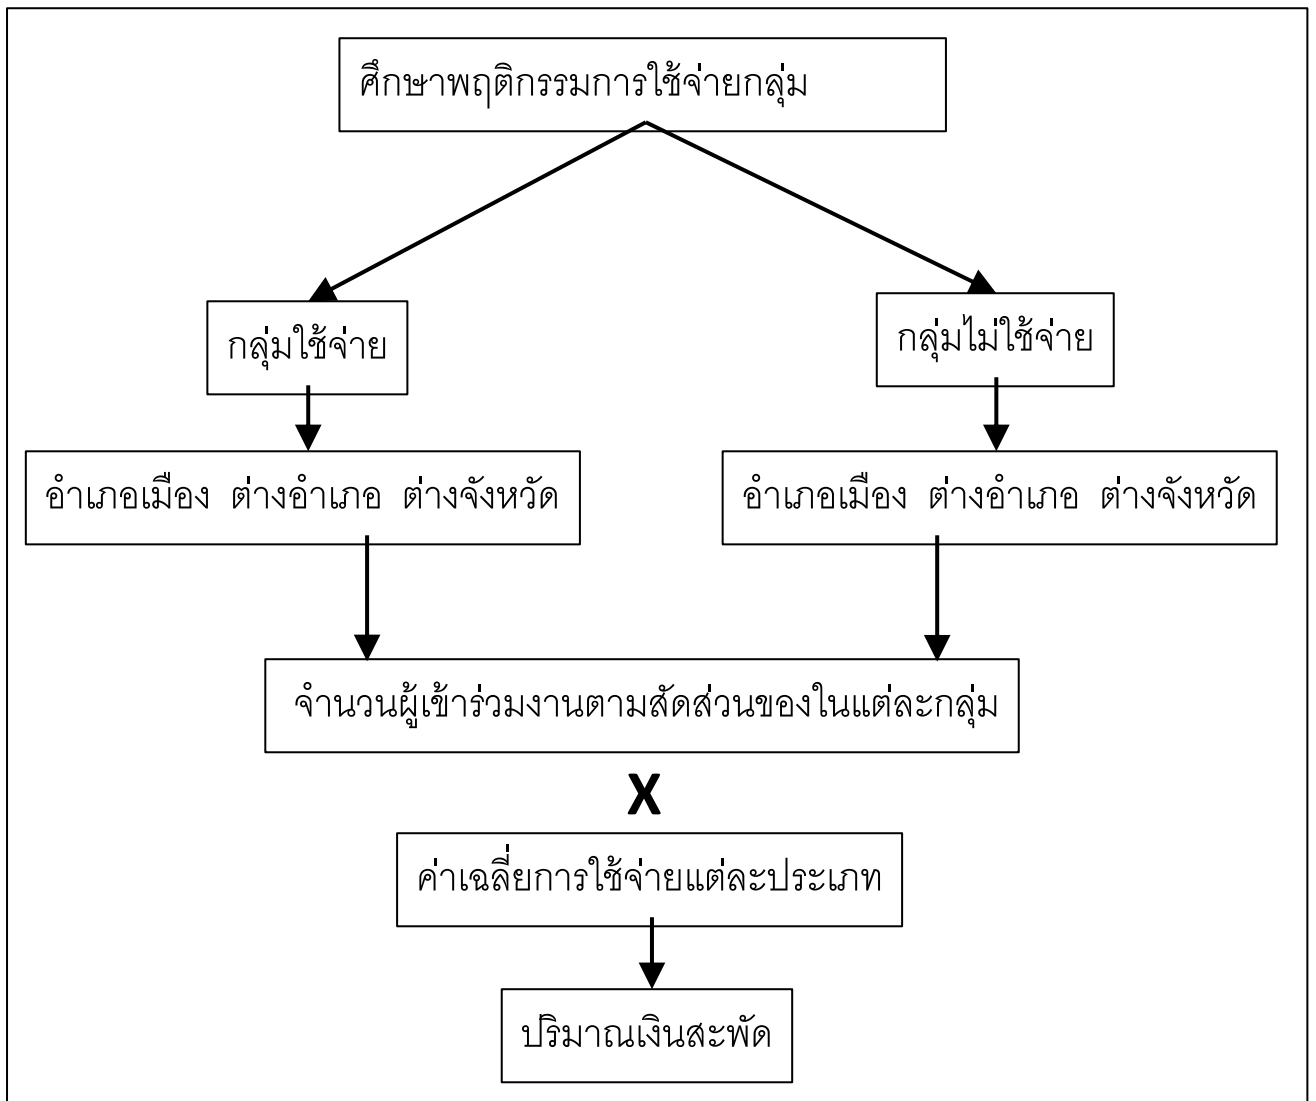 ศึกษาพฤติกรรมการใช้จ่ายกลุ่ม
กลุ่มใช้จ่าย
กลุ่มไม่ใช้จ่าย
อำเภอเมือง ต่างอำเภอ ต่างจังหวัด
อำเภอเมือง ต่างอำเภอ ต่างจังหวัด
จำนวนผู้เข้าร่วมงานตามสัดส่วนของในแต่ละกลุ่ม
X
ค่าเฉลี่ยการใช้จ่ายแต่ละประเภท
ปริมาณเงินสะพัด